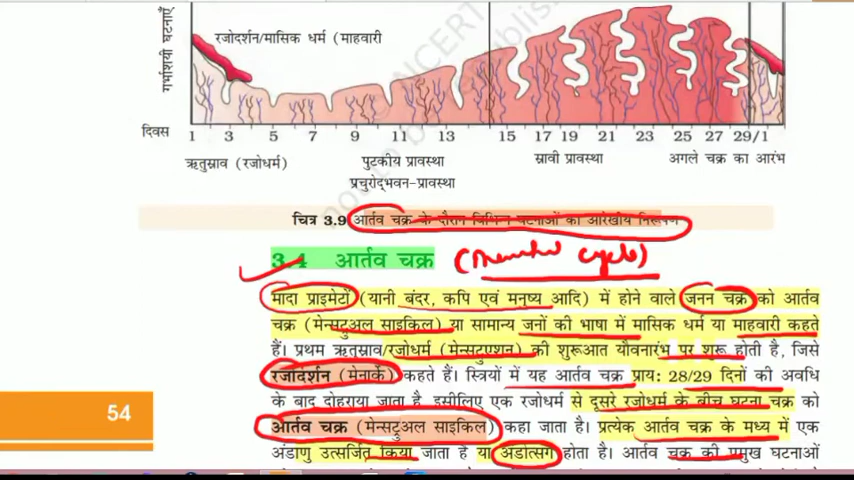 गर्भाशयी घटनाएँ
रजोदर्शन/मासिक धर्म (माहवारी
दिवस 1 3 5 7 9 11 13 15 17 19 21 23 25 27 29/1
ऋतुस्राव (रजोधर्म) पुटकीय प्रावस्था स्रावी प्रावस्था अगले चक्र का आरंभ
प्रचुरोद्भवन-प्रावस्था
चित्र 3.9 आर्तव चक्र के दौरान विभिन्न घटनाओं का आरेखीय निरूपण
3.4 आर्तव चक्र (Menstrual cycle)
मादा प्राइमेटों (यानी बंदर, कपि एवं मनुष्य आदि) में होने वाले जनन चक्र को आर्तव
चक्र (मेन्सट्रुअल साइकिल) या सामान्य जनों की भाषा में मासिक धर्म या माहवारी कहते
हैं। प्रथम ऋतुस्राव/रजोधर्म (मेन्सटुएशन) की शुरूआत यौवनारंभ पर शुरू होती है, जिसे
रजोदर्शन (मेनार्के) कहते हैं। स्त्रियों में यह आर्तव चक्र प्राय: 28/29 दिनों की अवधि
के बाद दोहराया जाता है, इसीलिए एक रजोधर्म से दूसरे रजोधर्म के बीच घटना चक्र को
54
आर्तव चक्र (मेन्सट्रुअल साइकिल) कहा जाता है। प्रत्येक आर्तव चक्र के मध्य में एक
अंडाणु उत्सर्जित किया जाता है या अंडोत्सर्ग होता है। आर्तव चक्र की प्रमुख घटनाओं